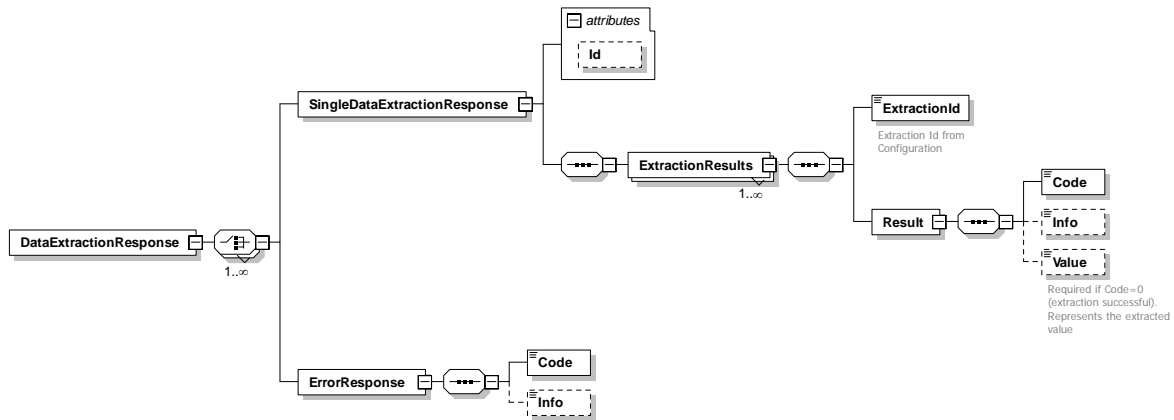 attributes
Id
SingleDataExtractionResponse
ExtractionId
Extraction Id from
Configuration
ExtractionResults
1..∞
Code
Result
Info
DataExtractionResponse
1..∞
Value
Required if Code=0
(extraction successful).
Represents the extracted
value
Code
ErrorResponse
Info